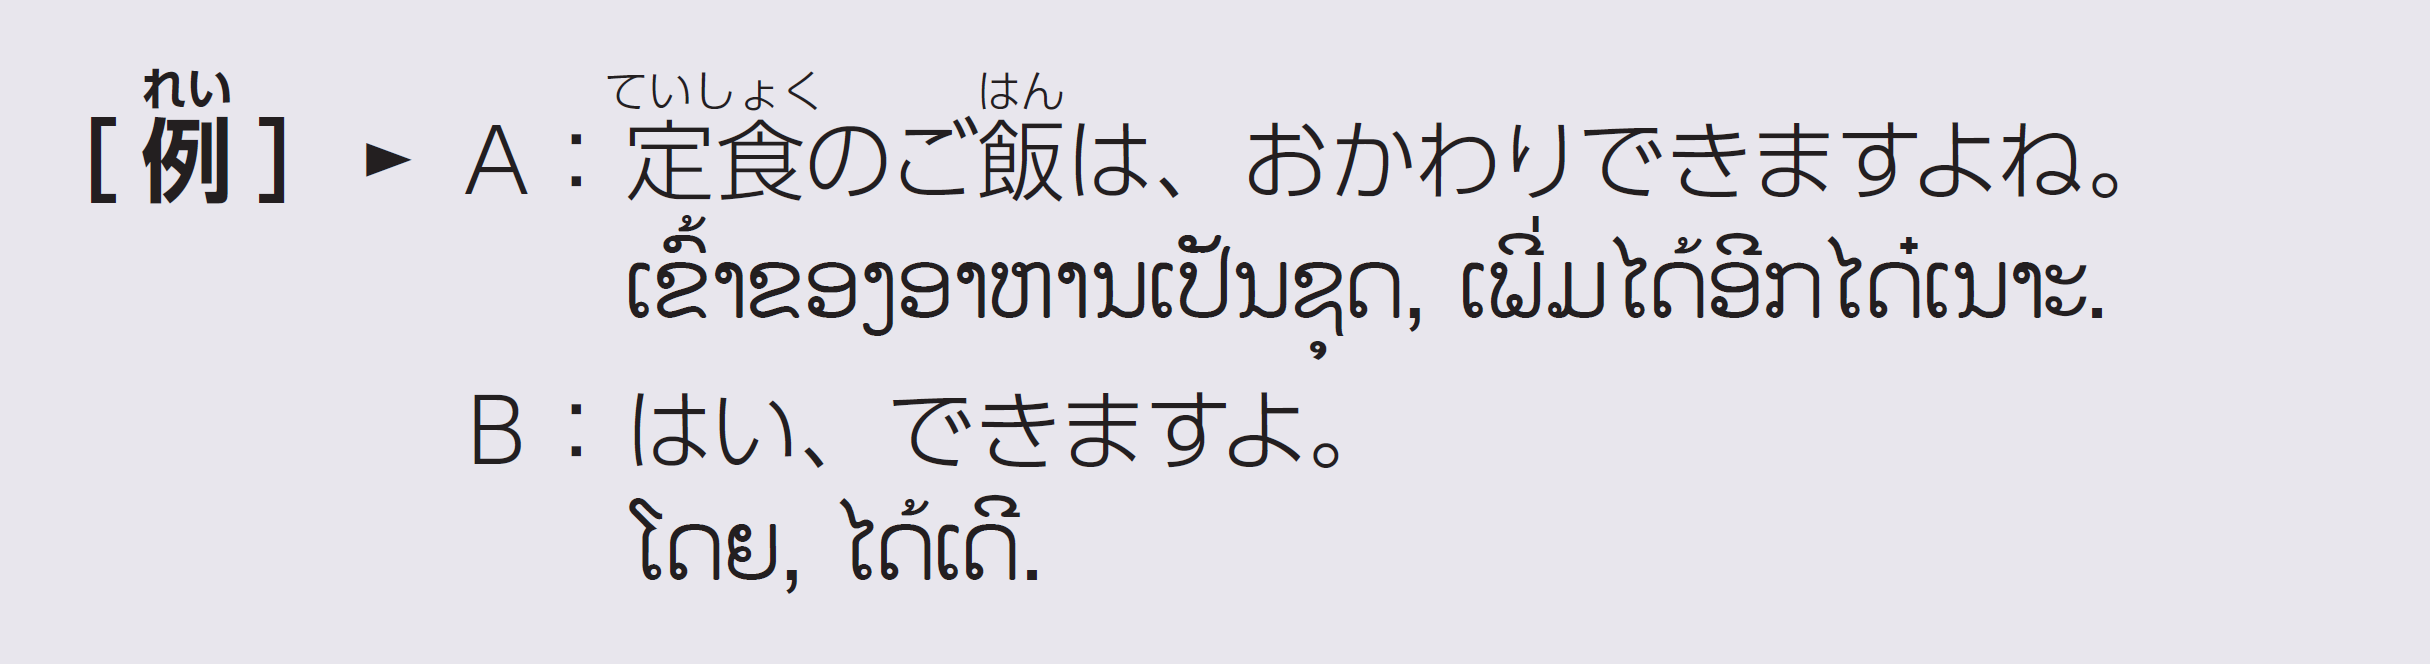 れい ていしょく はん
[例] ► A：定食のご飯は、おかわりできますよね。
ເຂົ້າຂອງອາຫານເປັນຊຸດ, ເພີ່ມໄດ້ອີກໄດ໋ເນາະ.
B：はい、できますよ。
ໂດຍ, ໄດ້ເດີ.